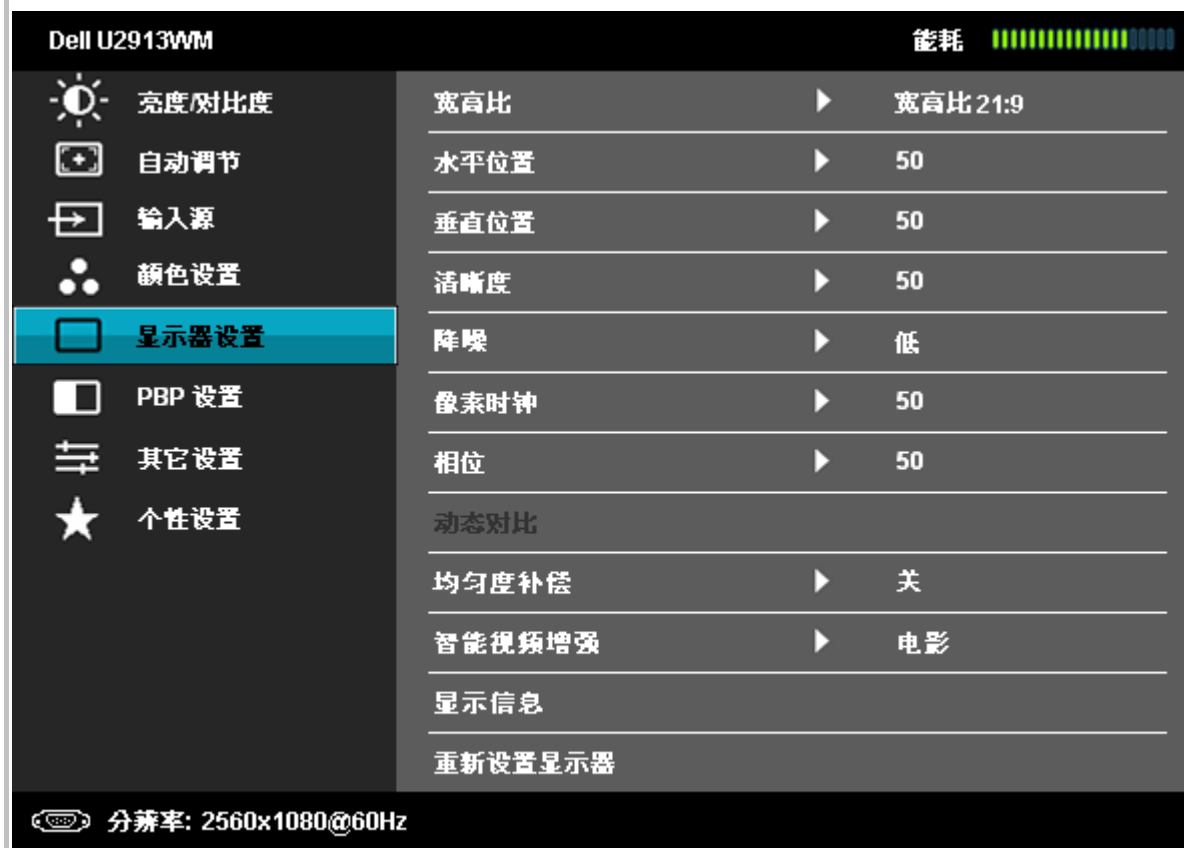 Dell U2913WM 能耗
亮度/对比度
自动调节
输入源
颜色设置
显示器设置
PBP 设置
其它设置
个性设置
宽高比 宽高比 21:9
水平位置 50
垂直位置 50
清晰度 50
降噪 低
像素时钟 50
相位 50
动态对比
均匀度补偿 关
智能视频增强 电影
显示信息
重新设置显示器
分辨率: 2560x1080@60Hz